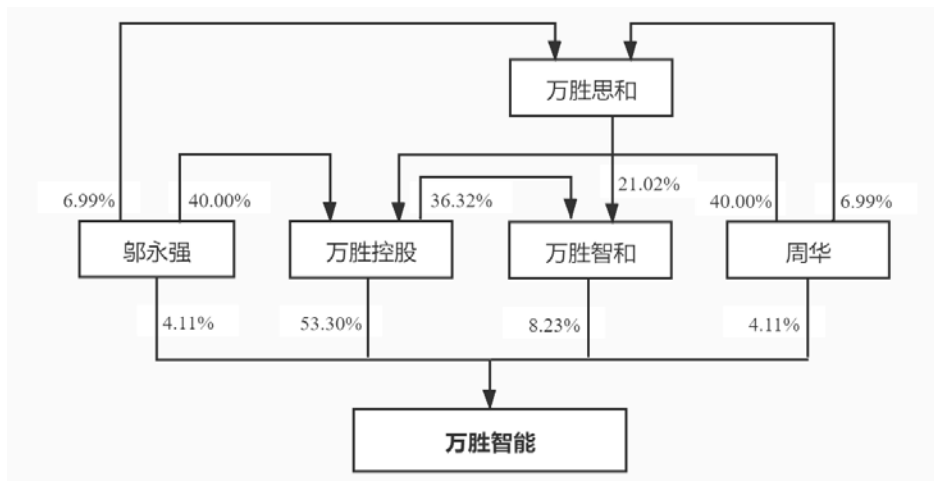 万胜思和
21.02%
6.99%
40.00%
36.32%
40.00%
6.99%
邬永强
万胜控股
万胜智和
周华
4.11%
53.30%
8.23%
4.11%
万胜智能